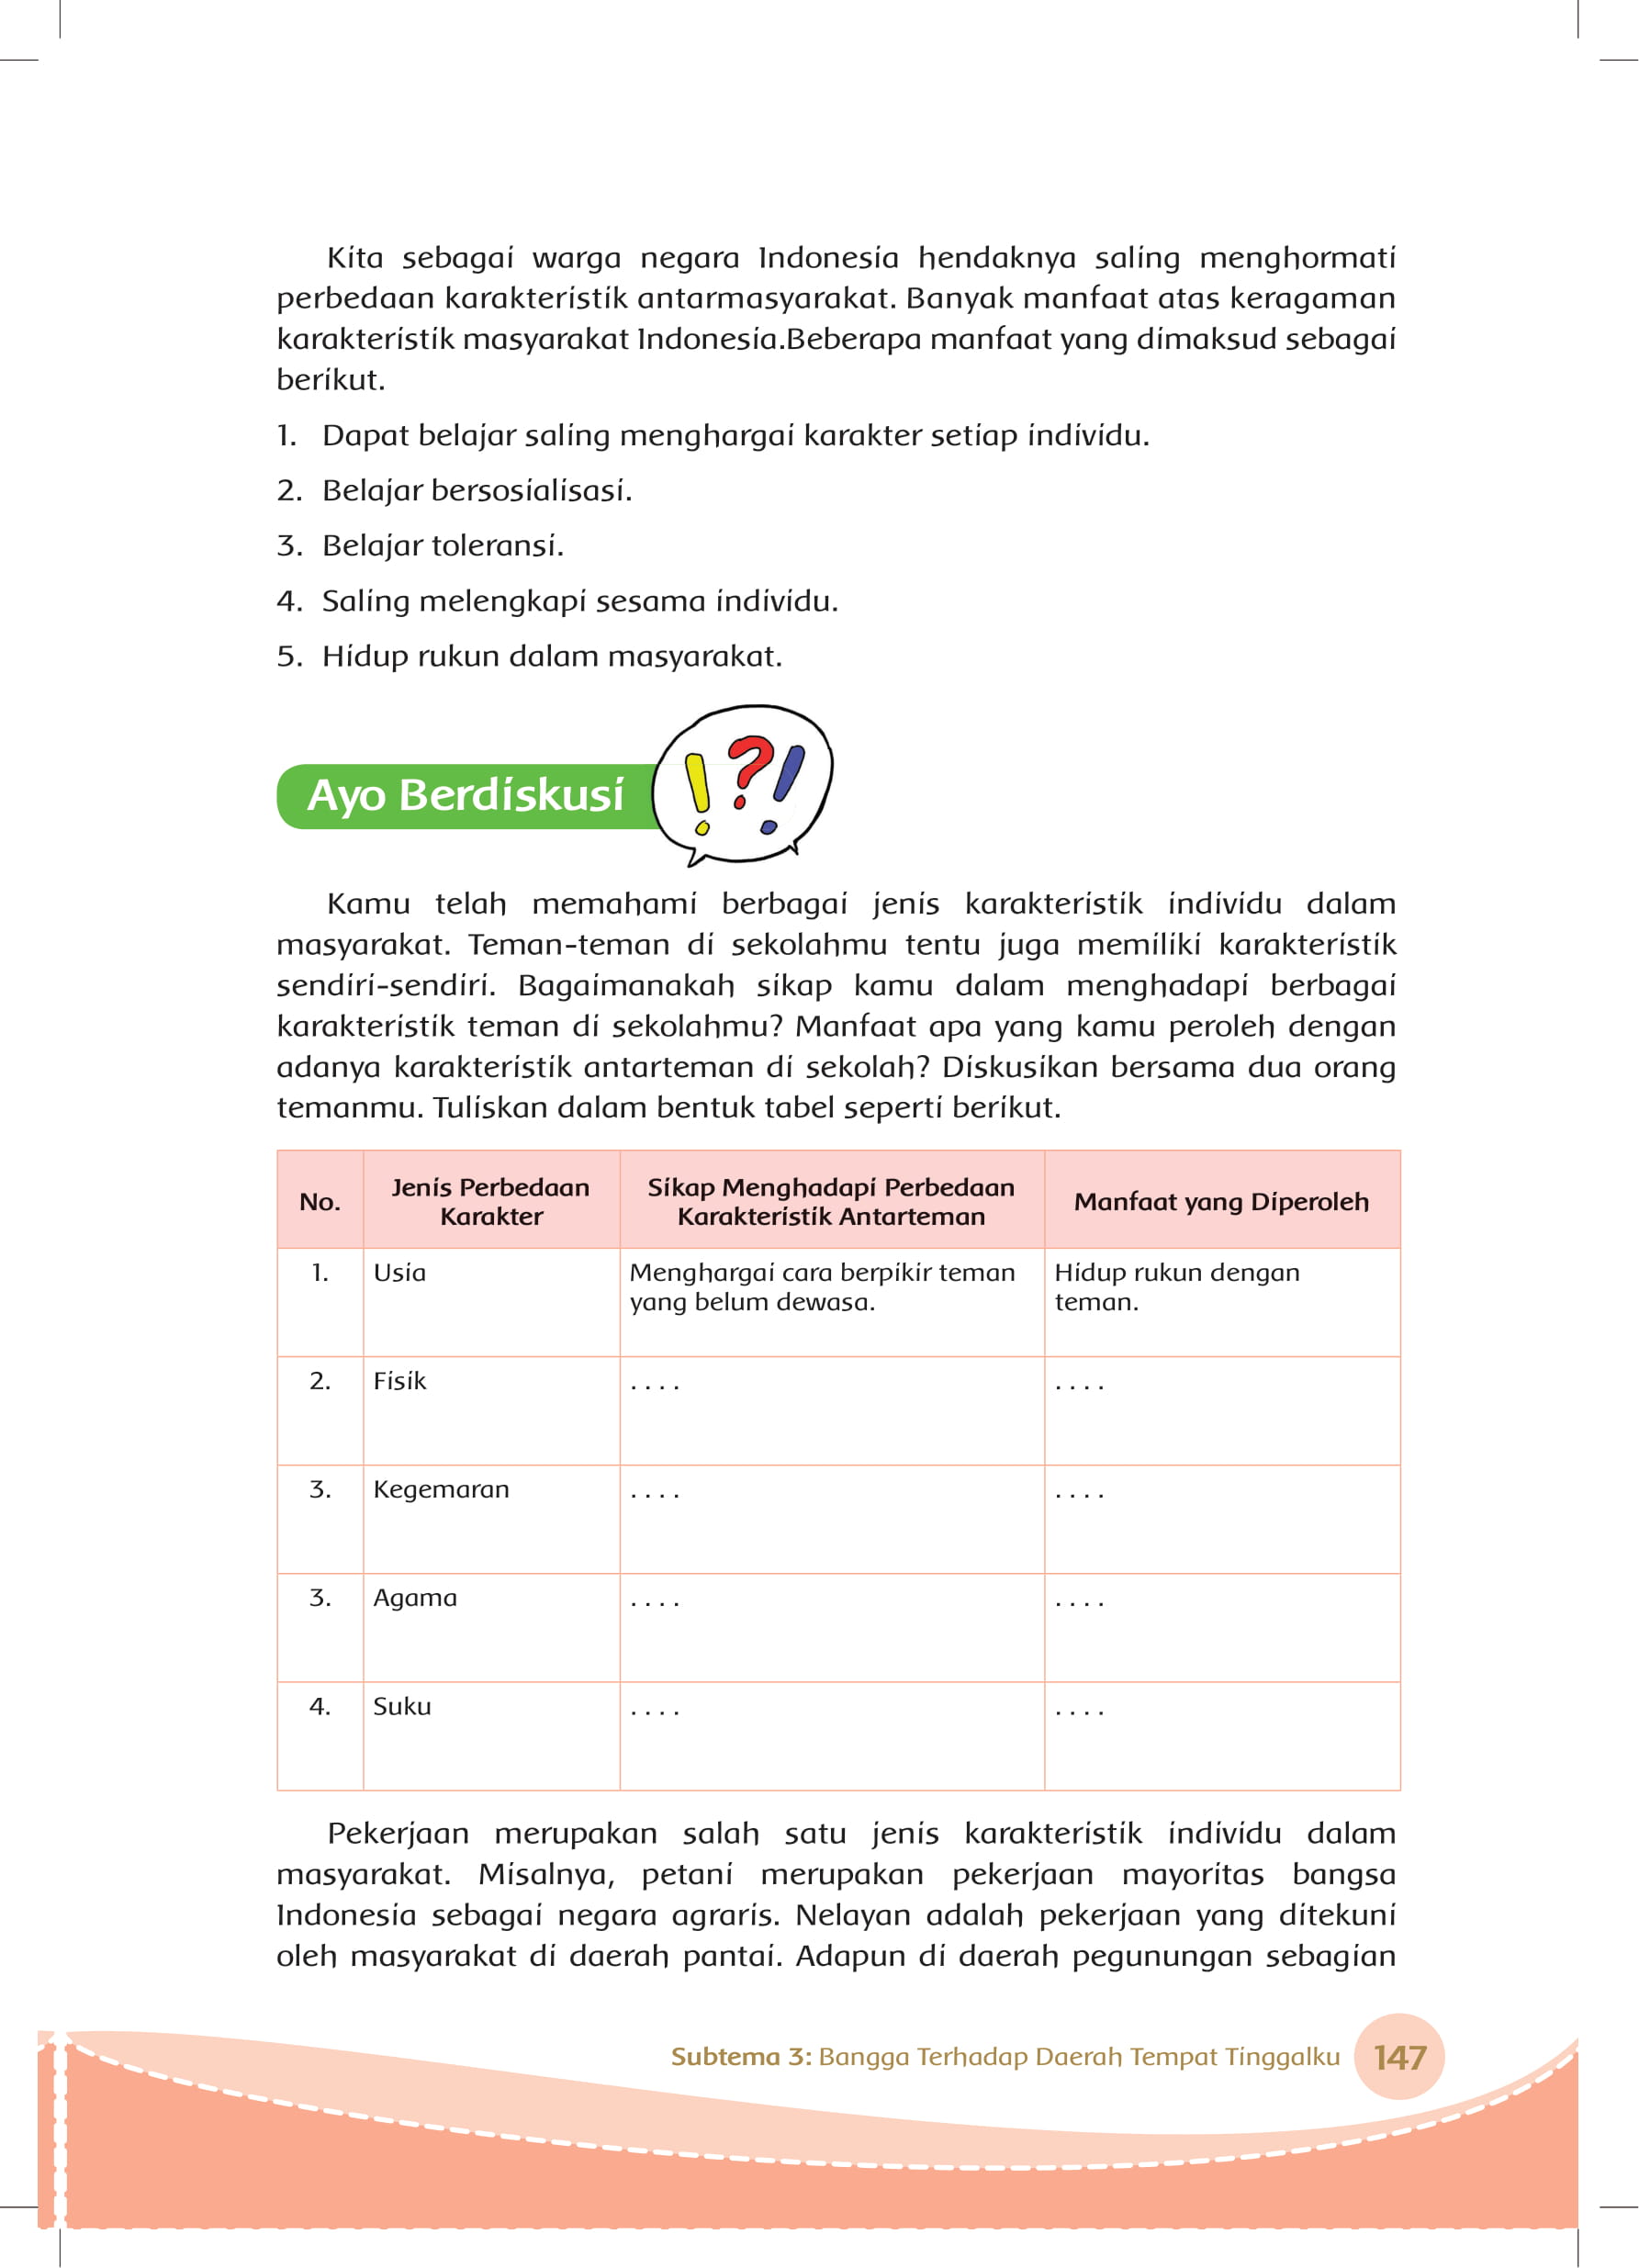 Kita sebagai warga negara Indonesia hendaknya saling menghormati
perbedaan karakteristik antarmasyarakat. Banyak manfaat atas keragaman
karakteristik masyarakat Indonesia.Beberapa manfaat yang dimaksud sebagai
berikut.
1. Dapat belajar saling menghargai karakter setiap individu.
2. Belajar bersosialisasi.
3. Belajar toleransi.
4. Saling melengkapi sesama individu.
5. Hidup rukun dalam masyarakat.
Ayo Berdiskusi
! ? !
Kamu telah memahami berbagai jenis karakteristik individu dalam
masyarakat. Teman-teman di sekolahmu tentu juga memiliki karakteristik
sendiri-sendiri. Bagaimanakah sikap kamu dalam menghadapi berbagai
karakteristik teman di sekolahmu? Manfaat apa yang kamu peroleh dengan
adanya karakteristik antarteman di sekolah? Diskusikan bersama dua orang
temanmu. Tuliskan dalam bentuk tabel seperti berikut.
No. Jenis Perbedaan Karakter Sikap Menghadapi Perbedaan Karakteristik Antarteman Manfaat yang Diperoleh
1. Usia Menghargai cara berpikir teman yang belum dewasa. Hidup rukun dengan teman.
2. Fisik . . . . . . . .
3. Kegemaran . . . . . . . .
3. Agama . . . . . . . .
4. Suku . . . . . . . .
Pekerjaan merupakan salah satu jenis karakteristik individu dalam
masyarakat. Misalnya, petani merupakan pekerjaan mayoritas bangsa
Indonesia sebagai negara agraris. Nelayan adalah pekerjaan yang ditekuni
oleh masyarakat di daerah pantai. Adapun di daerah pegunungan sebagian
Subtema 3: Bangga Terhadap Daerah Tempat Tinggalku 147